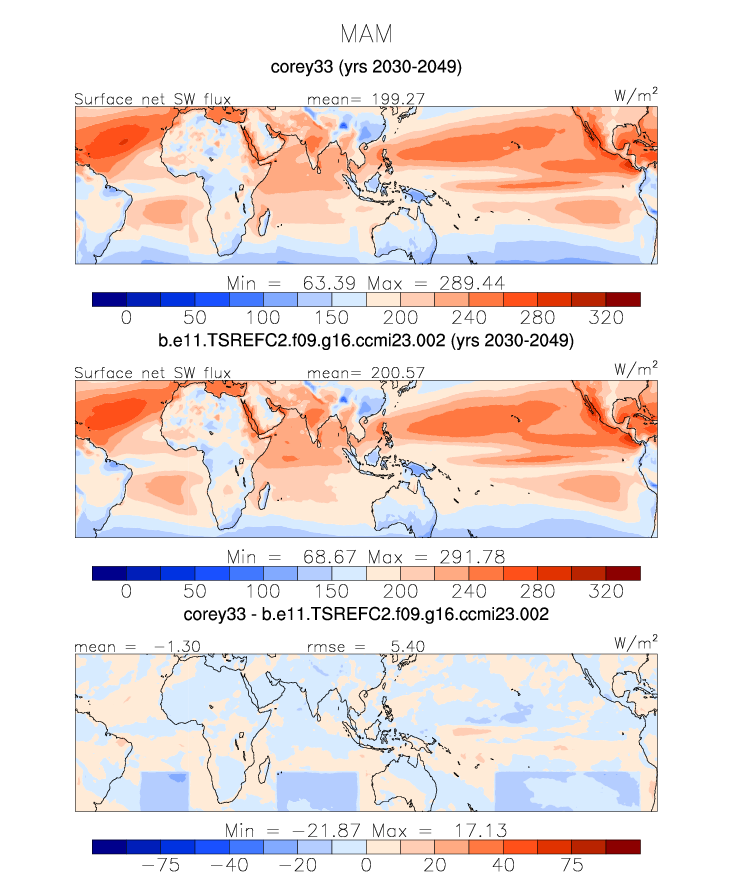 MAM
corey33 (yrs 2030-2049)
Surface net SW flux mean= 199.27 W/m²
Min = 63.39 Max = 289.44
0 50 100 150 200 240 280 320
b.e11.TSREFC2.f09.g16.ccmi23.002 (yrs 2030-2049)
Surface net SW flux mean= 200.57 W/m²
Min = 68.67 Max = 291.78
0 50 100 150 200 240 280 320
corey33 - b.e11.TSREFC2.f09.g16.ccmi23.002
mean = −1.30 rmse = 5.40 W/m²
Min = −21.87 Max = 17.13
−75 −40 −20 0 20 40 75